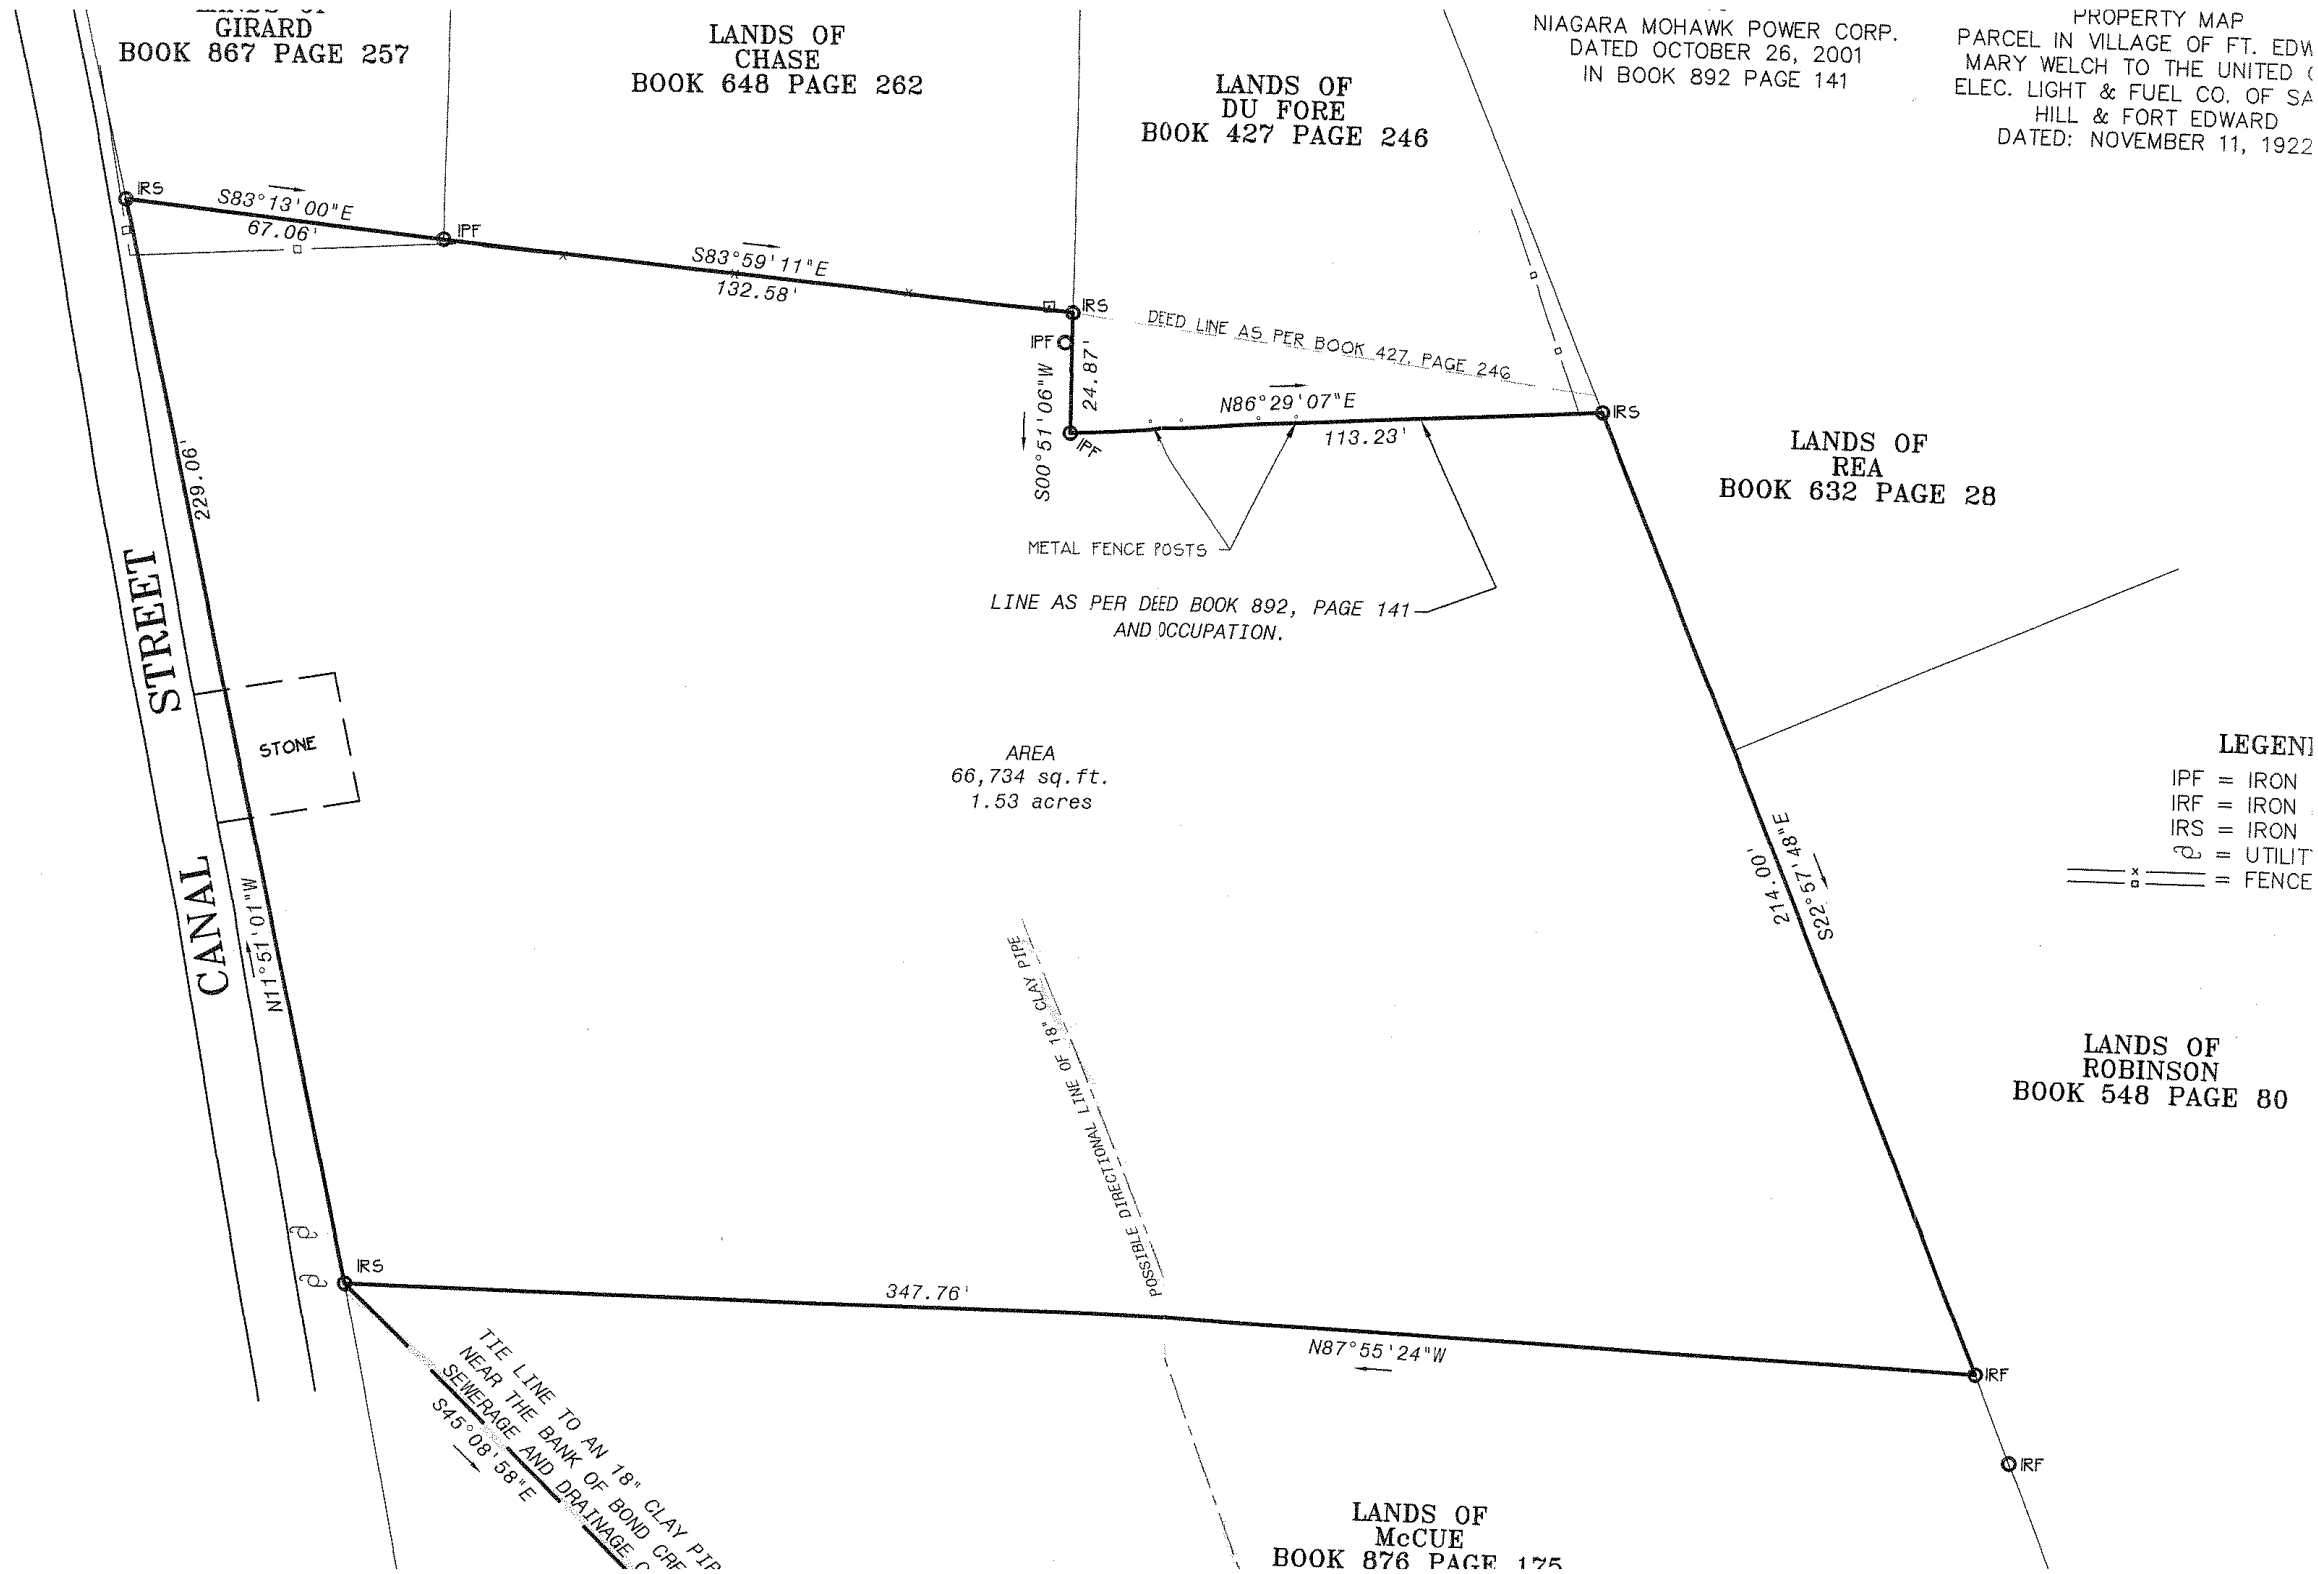 GIRARD
BOOK 867 PAGE 257
LANDS OF
CHASE
BOOK 648 PAGE 262
LANDS OF
DU FORE
BOOK 427 PAGE 246
NIAGARA MOHAWK POWER CORP.
DATED OCTOBER 26, 2001
IN BOOK 892 PAGE 141
PROPERTY MAP
PARCEL IN VILLAGE OF FT. EDW
MARY WELCH TO THE UNITED
ELEC. LIGHT & FUEL CO. OF SA
HILL & FORT EDWARD
DATED: NOVEMBER 11, 1922
IRS
S83°13'00"E
67.06'
IPF
S83°59'11"E
132.58'
IRS
IPF
S00°51'06"W
24.87'
IPF
DEED LINE AS PER BOOK 427, PAGE 246
N86°29'07"E
113.23'
IRS
METAL FENCE POSTS
LINE AS PER DEED BOOK 892, PAGE 141
AND OCCUPATION.
LANDS OF
REA
BOOK 632 PAGE 28
229.06'
N11°51'01"W
CANAL STREET
STONE
AREA
66,734 sq.ft.
1.53 acres
214.00'
S22°57'48"E
LEGEN
IPF = IRON
IRF = IRON
IRS = IRON
= UTILIT
x
= FENCE
LANDS OF
ROBINSON
BOOK 548 PAGE 80
POSSIBLE DIRECTIONAL LINE OF 18" CLAY PIPE
IRS
347.76'
N87°55'24"W
IRF
IRF
TIE LINE TO AN 18" CLAY PIP
NEAR THE BANK OF BOND CRE
SEWERAGE AND DRAINAGE
S45°08'58"E
LANDS OF
McCUE
BOOK 876 PAGE 175